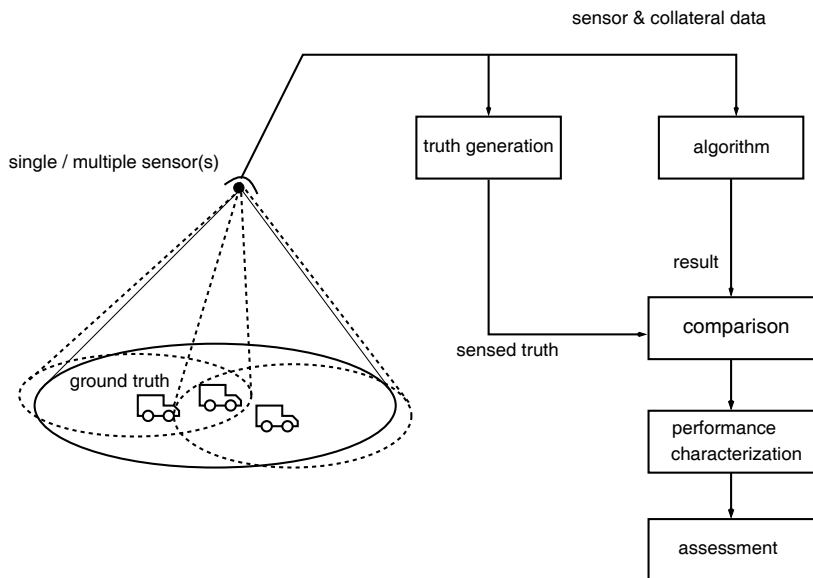 sensor & collateral data
truth generation
algorithm
single / multiple sensor(s)
result
comparison
sensed truth
ground truth
performance
characterization
assessment